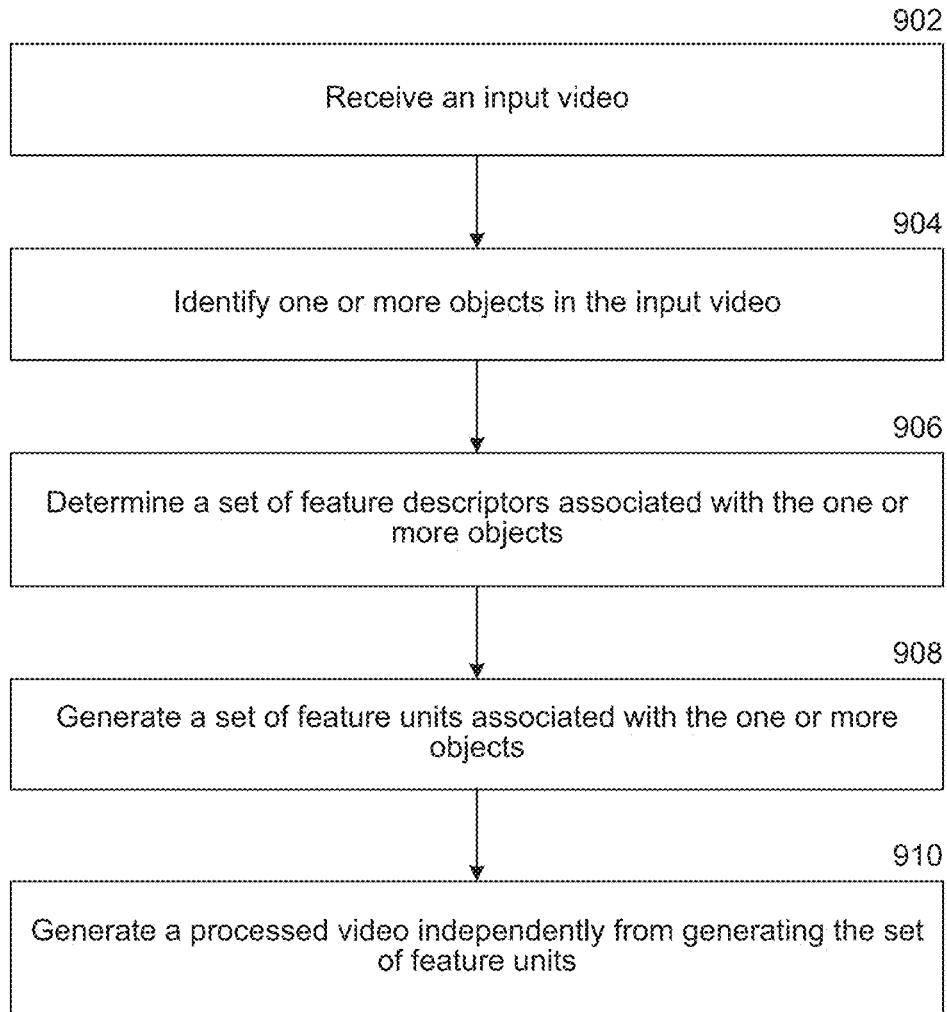 902
Receive an input video
904
Identify one or more objects in the input video
906
Determine a set of feature descriptors associated with the one or
more objects
908
Generate a set of feature units associated with the one or more
objects
910
Generate a processed video independently from generating the set
of feature units